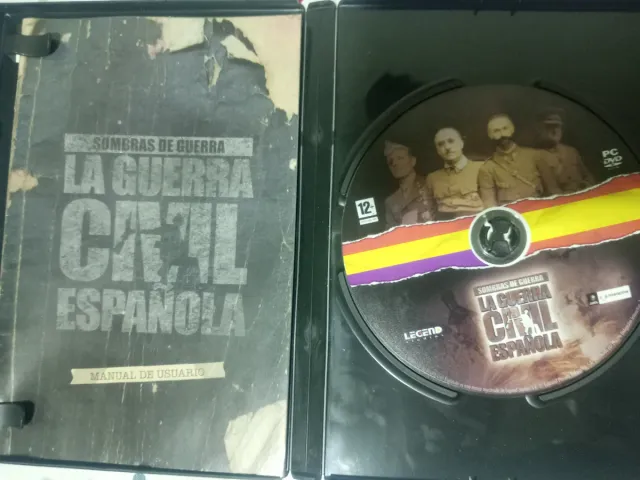 SOMBRAS DE GUERRA
LA GUERRA
CIVIL
ESPAÑOLA
MANUAL DE USUARIO
PC
DVD
12+
SOMBRAS DE GUERRA
LA GUERRA
CIVIL
ESPAÑOLA
LEGEND